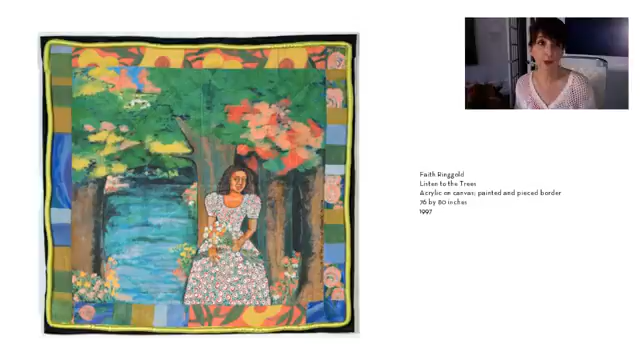 Faith Ringgold
Listen to the Trees
Acrylic on canvas; painted and pieced border
76 by 80 inches
1997